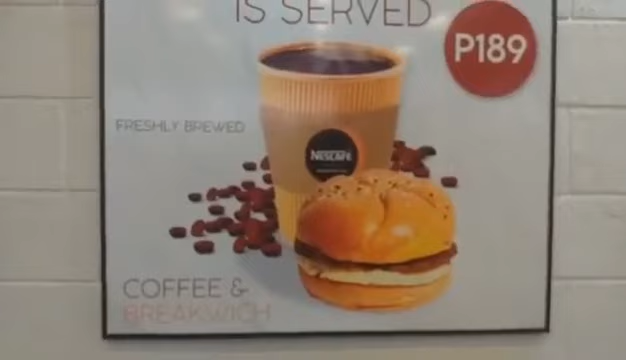 IS SERVED
P189
FRESHLY BREWED
NESCAFÉ
COFFEE &
BREAKWICH